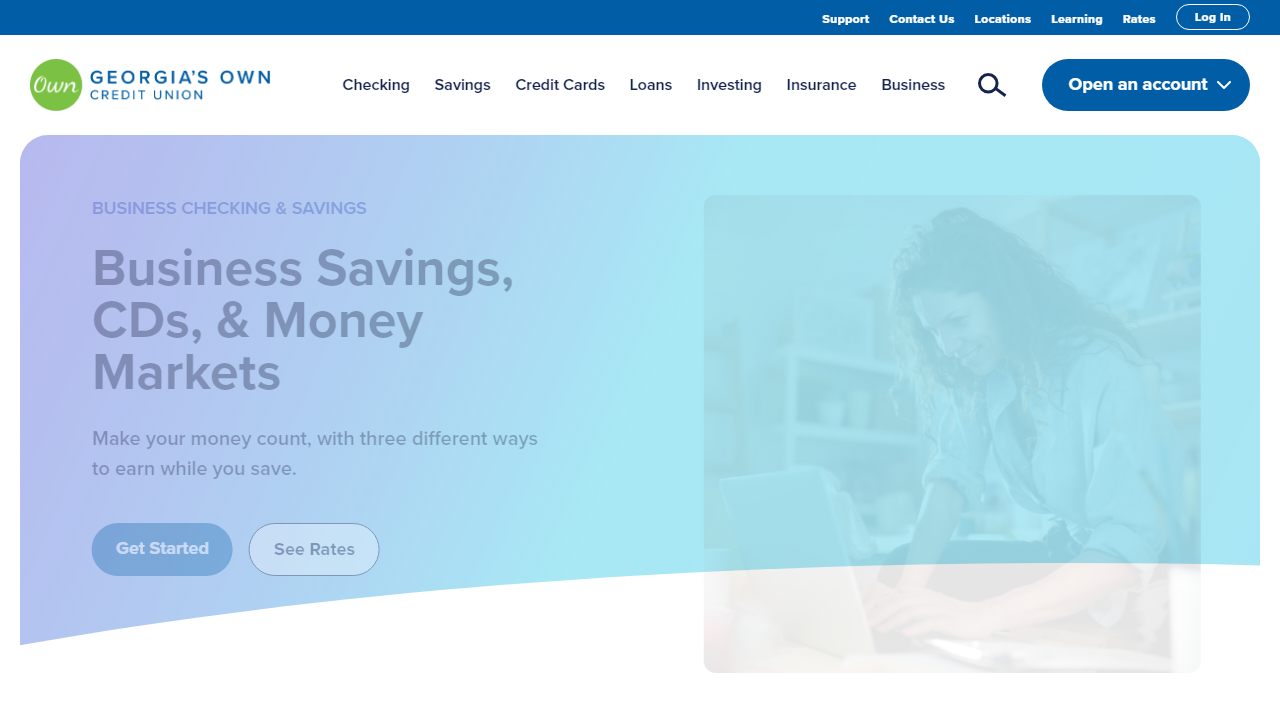 Support Contact Us Locations Learning Rates Log In
Own GEORGIA'S OWN
CREDIT UNION
Checking Savings Credit Cards Loans Investing Insurance Business
Open an account
BUSINESS CHECKING & SAVINGS
Business Savings,
CDs, & Money
Markets
Make your money count, with three different ways
to earn while you save.
Get Started See Rates